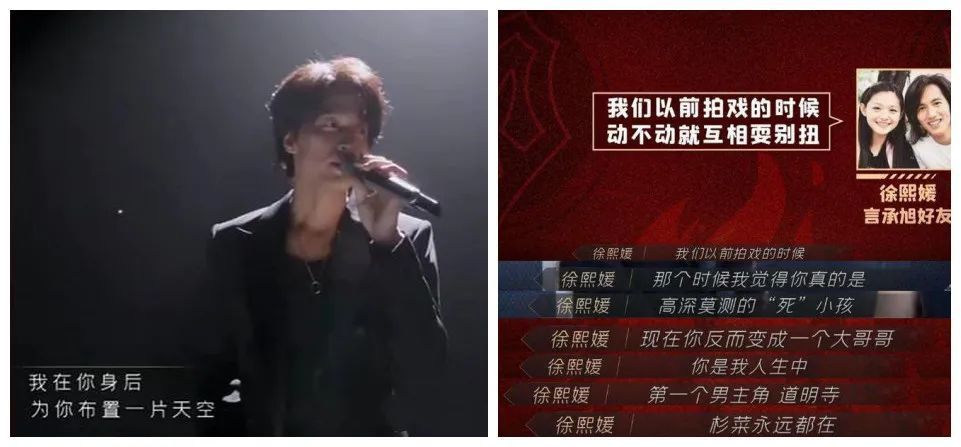 我在你身后
为你布置一片天空
我们以前拍戏的时候
动不动就互相耍别扭
徐熙媛
言承旭好友
徐熙媛 我们以前拍戏的时候
徐熙媛 那个时候我觉得你真的是
徐熙媛 高深莫测的“死”小孩
徐熙媛 现在你反而变成一个大哥哥
徐熙媛 你是我人生中
徐熙媛 第一个男主角 道明寺
徐熙媛 杉菜永远都在